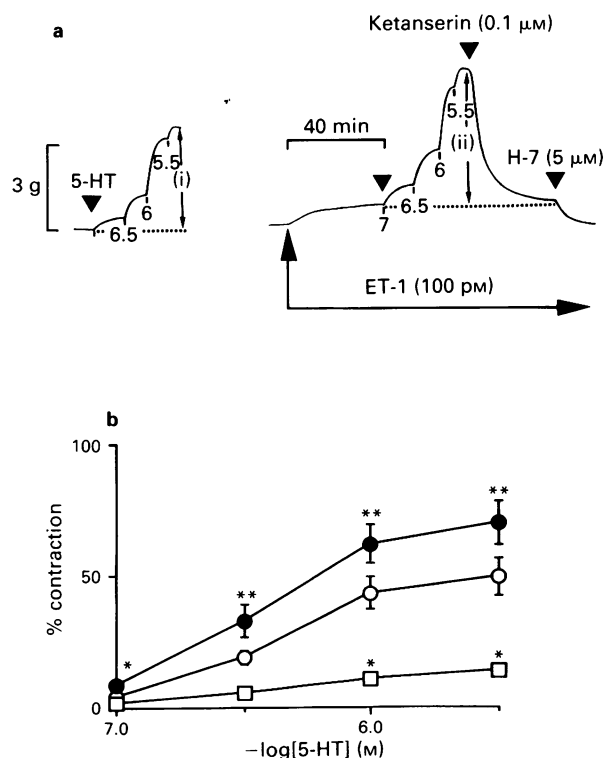 a
Ketanserin (0.1 μM)
40 min
5.5
(ii)
5.5
(i)
3 g
5-HT
H-7 (5 μM)
6
6
6.5
7
6.5
ET-1 (100 pM)
b
100
**
**
% contraction
50
**
*
*
*
0
7.0
6.0
−log[5-HT] (M)